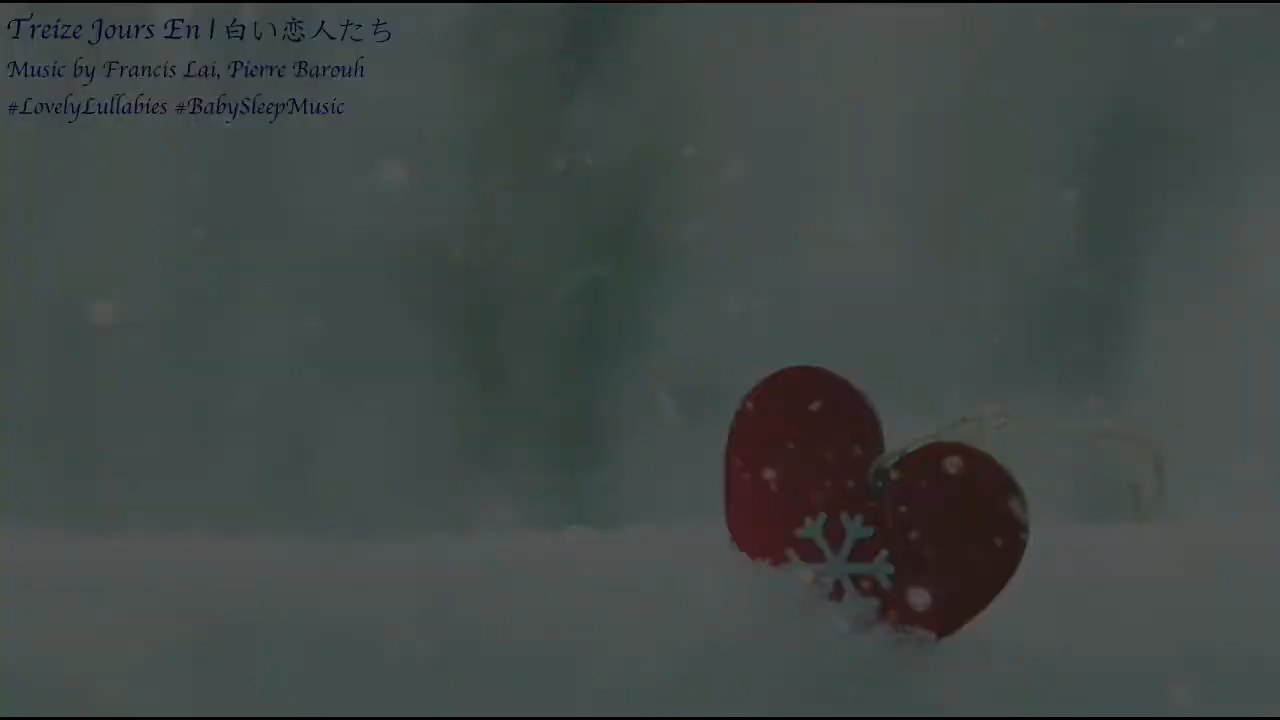 Treize Jours En | 白い恋人たち
Music by Francis Lai, Pierre Barouh
#LovelyLullabies #BabySleepMusic